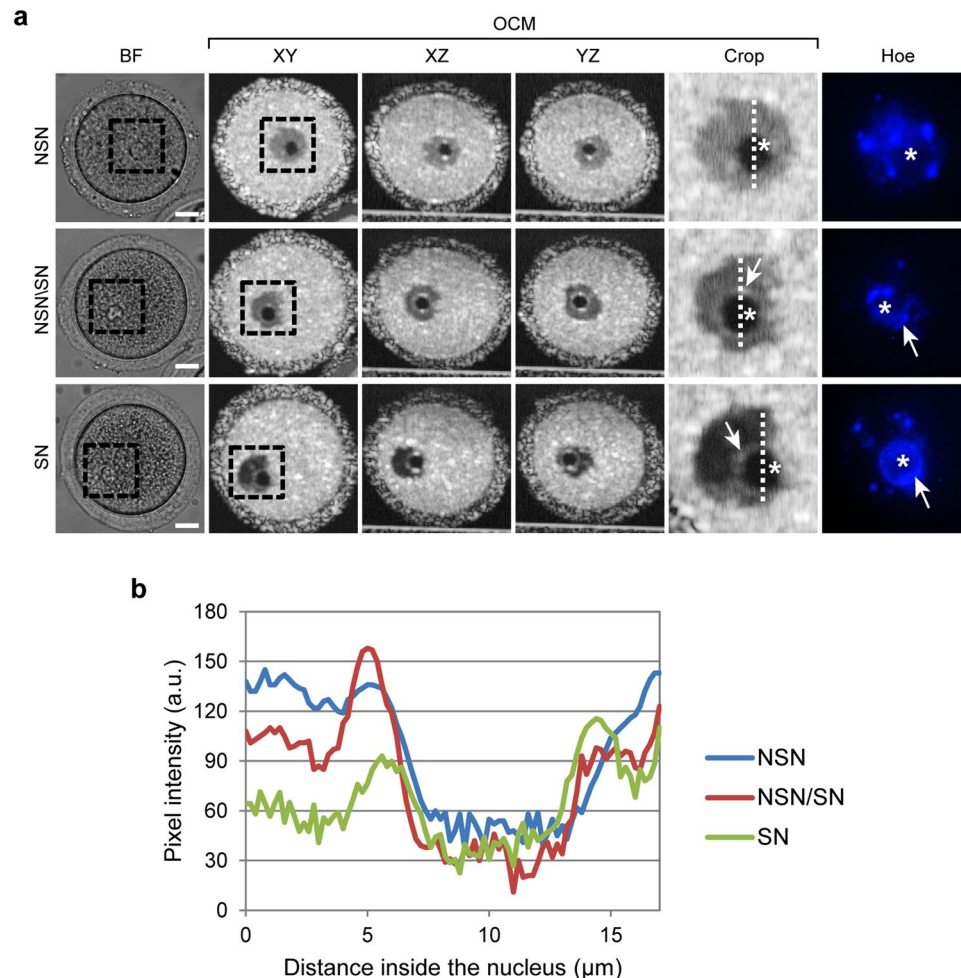 a
OCM
BF XY XZ YZ Crop Hoe
NSN
* *
NSN\SN
* *
SN
* *
b
180
150
120
90
60
30
0
0 5 10 15
Pixel intensity (a.u.)
Distance inside the nucleus (µm)
NSN
NSN/SN
SN